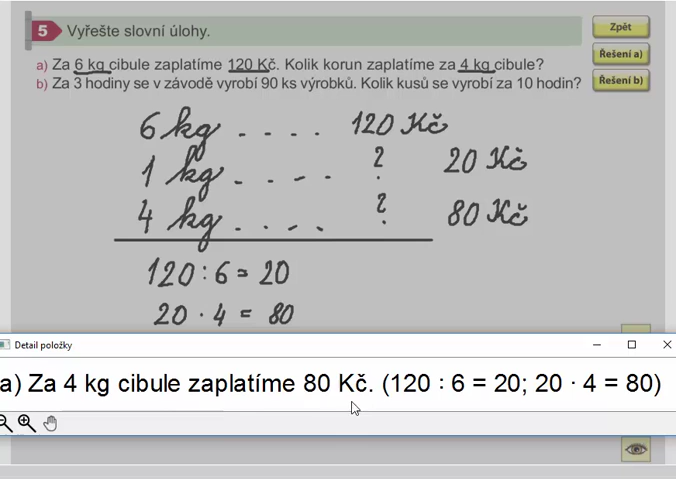 5 Vyřešte slovní úlohy.
Zpět
a) Za 6 kg cibule zaplatíme 120 Kč. Kolik korun zaplatíme za 4 kg cibule?
Řešení a)
b) Za 3 hodiny se v závodě vyrobí 90 ks výrobků. Kolik kusů se vyrobí za 10 hodin?
Řešení b)
6 kg . . . . 120 Kč
1 kg . . . . ? 20 Kč
4 kg . . . . ? 80 Kč
120 : 6 = 20
20 · 4 = 80
Detail položky
a) Za 4 kg cibule zaplatíme 80 Kč. (120 : 6 = 20; 20 · 4 = 80)